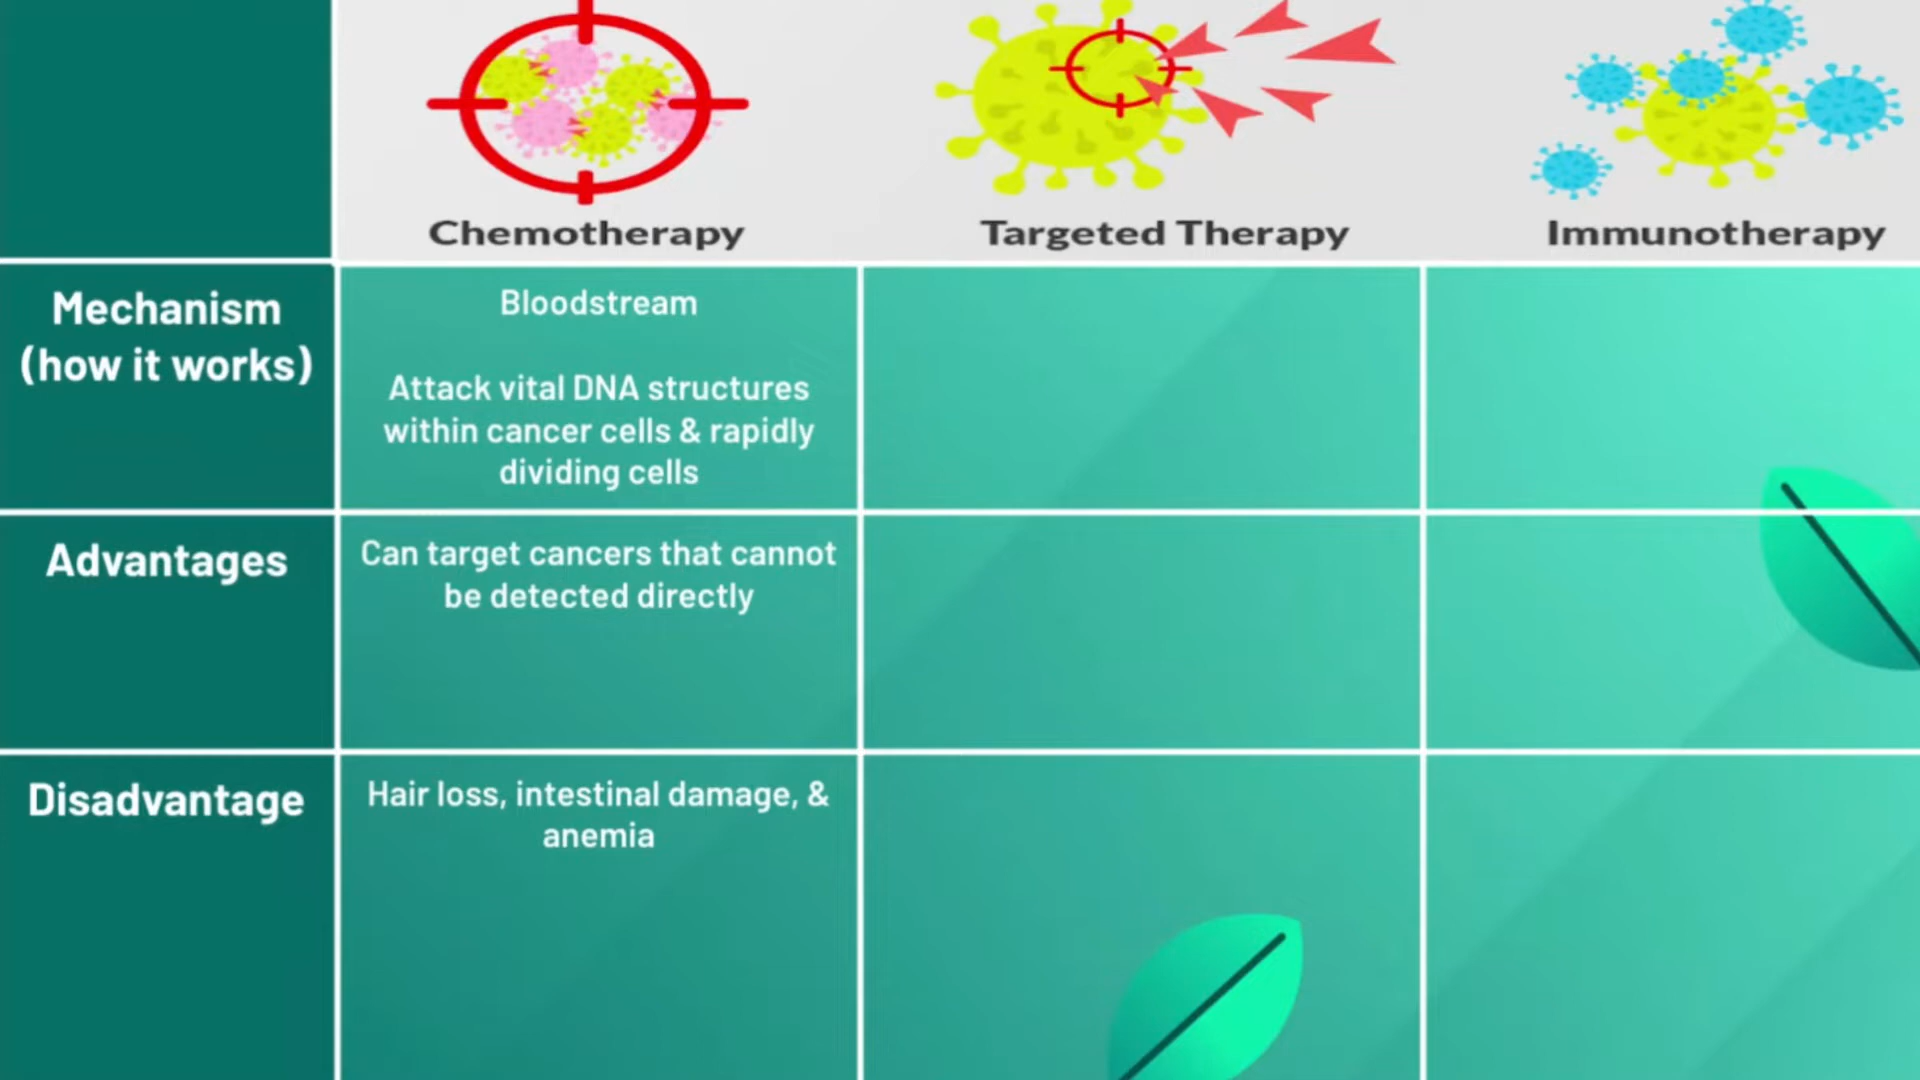 Chemotherapy
Targeted Therapy
Immunotherapy
Mechanism
(how it works)
Bloodstream
Attack vital DNA structures
within cancer cells & rapidly
dividing cells
Advantages
Can target cancers that cannot
be detected directly
Disadvantage
Hair loss, intestinal damage, &
anemia